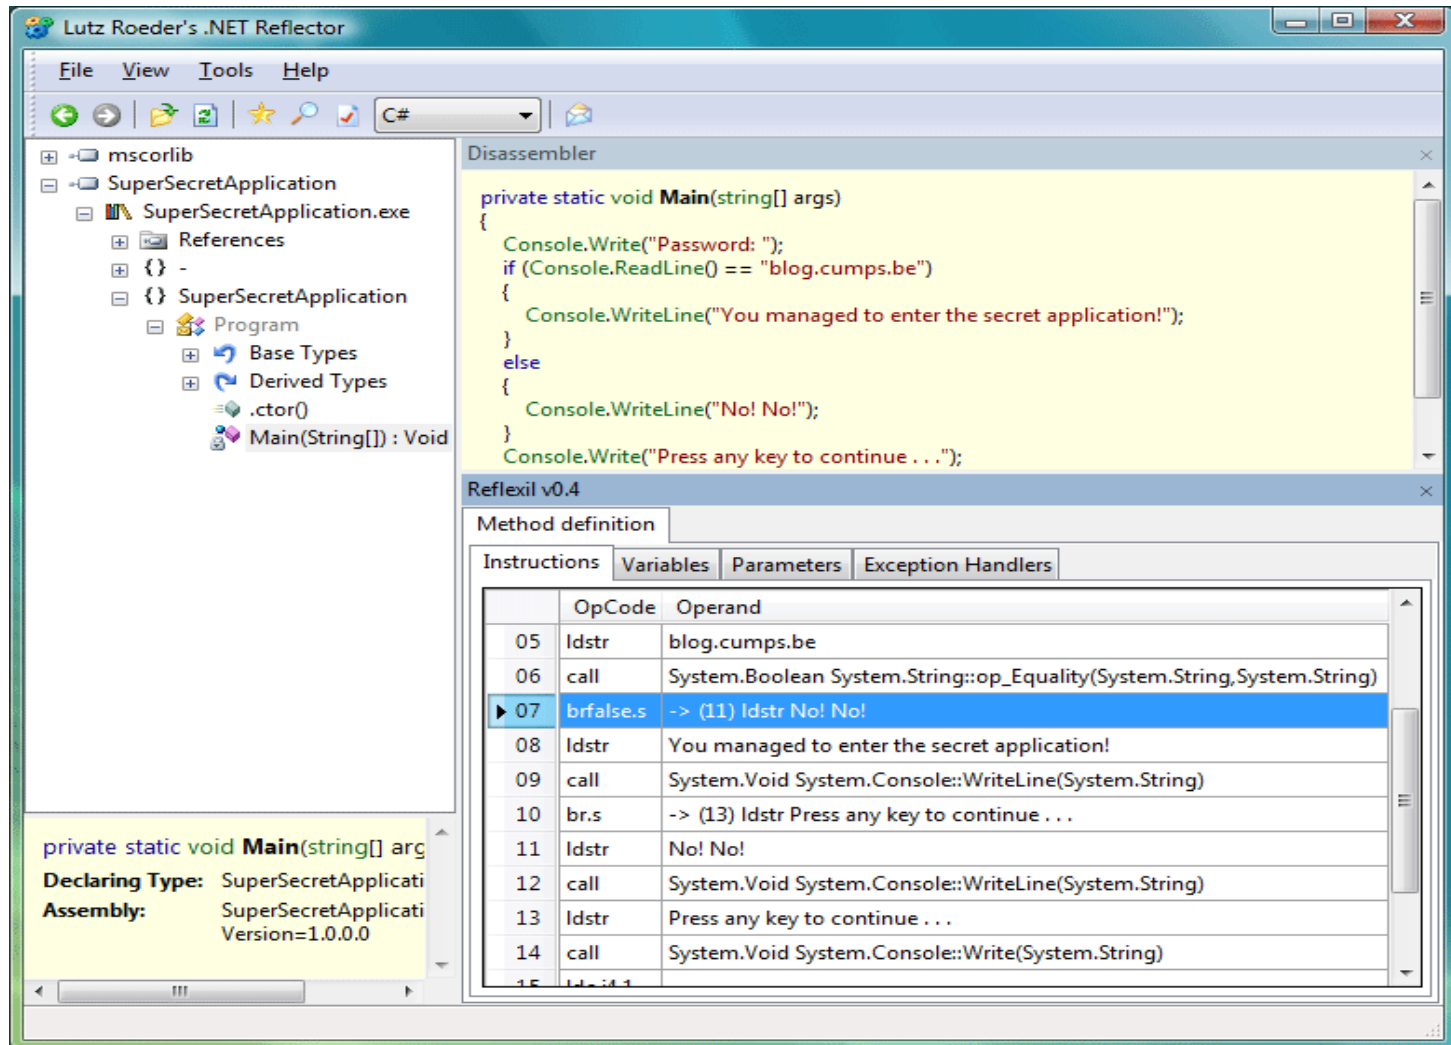 Lutz Roeder's .NET Reflector
File View Tools Help
C#
mscorlib
SuperSecretApplication
SuperSecretApplication.exe
References
{} -
{} SuperSecretApplication
Program
Base Types
Derived Types
.ctor()
Main(String[]) : Void
private static void Main(string[] arg
Declaring Type: SuperSecretApplicati
Assembly: SuperSecretApplicati
Version=1.0.0.0
Disassembler
private static void Main(string[] args)
{
Console.Write("Password: ");
if (Console.ReadLine() == "blog.cumps.be")
{
Console.WriteLine("You managed to enter the secret application!");
}
else
{
Console.WriteLine("No! No!");
}
Console.Write("Press any key to continue . . .");
Reflexil v0.4
Method definition
Instructions Variables Parameters Exception Handlers
OpCode Operand
05 ldstr blog.cumps.be
06 call System.Boolean System.String::op_Equality(System.String,System.String)
07 brfalse.s -> (11) ldstr No! No!
08 ldstr You managed to enter the secret application!
09 call System.Void System.Console::WriteLine(System.String)
10 br.s -> (13) ldstr Press any key to continue . . .
11 ldstr No! No!
12 call System.Void System.Console::WriteLine(System.String)
13 ldstr Press any key to continue . . .
14 call System.Void System.Console::Write(System.String)